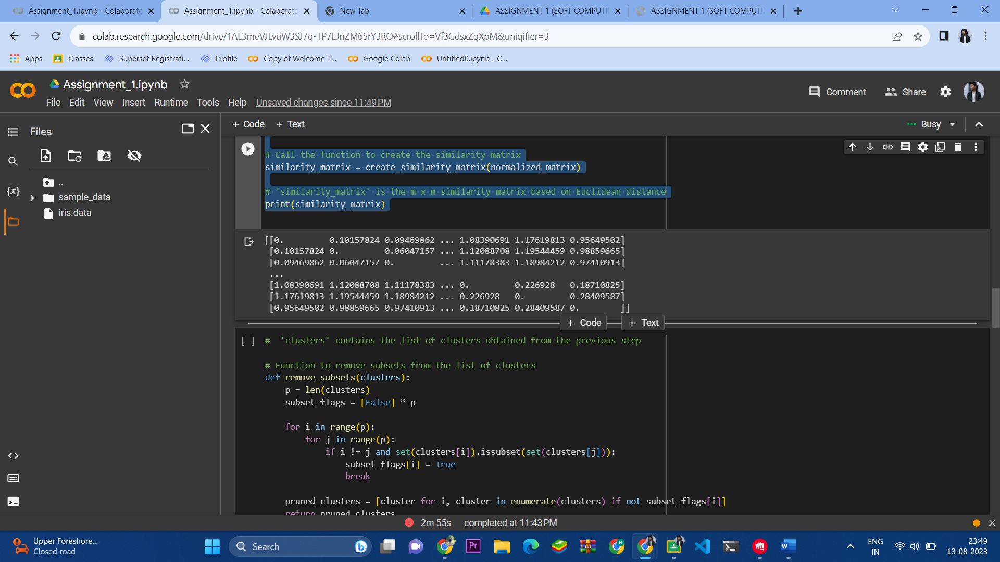 Assignment_1.ipynb - Colaborato
Assignment_1.ipynb - Colaborato
New Tab
ASSIGNMENT 1 (SOFT COMPUTI
ASSIGNMENT 1 (SOFT COMPUTI
colab.research.google.com/drive/1AL3meVJLvuW3SJ7q-TP7EJnZM6SrY3RO#scrollTo=Vf3GdsxZqXpM&uniqifier=3
Apps
Classes
Superset Registrati...
Profile
Copy of Welcome T...
Google Colab
Untitled0.ipynb - C...
Assignment_1.ipynb
File Edit View Insert Runtime Tools Help Unsaved changes since 11:49 PM
Comment
Share
Files
+ Code + Text
Busy
..
sample_data
iris.data
{x}
# Call the function to create the similarity matrix
similarity_matrix = create_similarity_matrix(normalized_matrix)
# 'similarity_matrix' is the m x m similarity matrix based on Euclidean distance
print(similarity_matrix)
[[0. 0.10157824 0.09469862 ... 1.08390691 1.17619813 0.95649502]
[0.10157824 0. 0.06047157 ... 1.12088708 1.19544459 0.98859665]
[0.09469862 0.06047157 0. ... 1.11178383 1.18984212 0.97410913]
...
[1.08390691 1.12088708 1.11178383 ... 0. 0.226928 0.18710825]
[1.17619813 1.19544459 1.18984212 ... 0.226928 0. 0.28409587]
[0.95649502 0.98859665 0.97410913 ... 0.18710825 0.28409587 0. ]]
+ Code + Text
[ ] # 'clusters' contains the list of clusters obtained from the previous step
# Function to remove subsets from the list of clusters
def remove_subsets(clusters):
p = len(clusters)
subset_flags = [False] * p
for i in range(p):
for j in range(p):
if i != j and set(clusters[i]).issubset(set(clusters[j])):
subset_flags[i] = True
break
pruned_clusters = [cluster for i, cluster in enumerate(clusters) if not subset_flags[i]]
return pruned_clusters
2m 55s completed at 11:43 PM
Upper Foreshore...
Closed road
Search
Pr
H
W
ENG
IN
23:49
13-08-2023